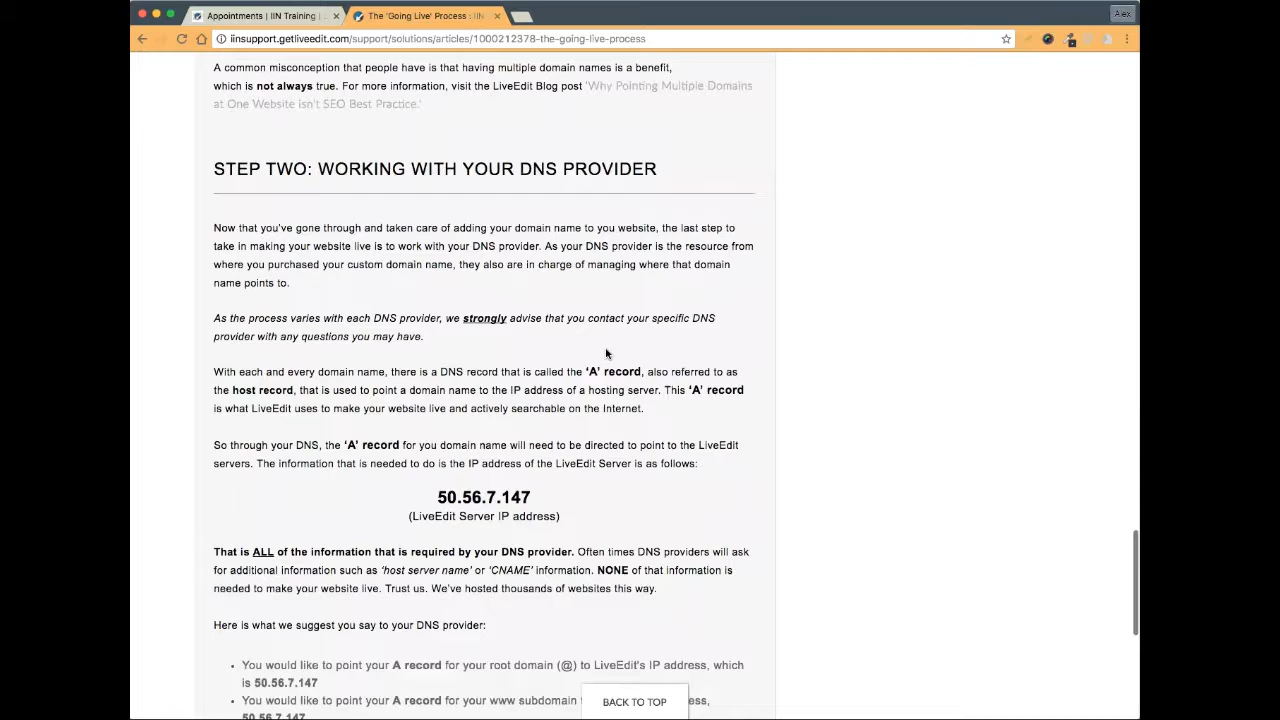 Appointments | IIN Training |
The 'Going Live' Process : IIN
Alex
iinsupport.getliveedit.com/support/solutions/articles/1000212378-the-going-live-process
A common misconception that people have is that having multiple domain names is a benefit,
which is not always true. For more information, visit the LiveEdit Blog post 'Why Pointing Multiple Domains
at One Website isn't SEO Best Practice.'
STEP TWO: WORKING WITH YOUR DNS PROVIDER
Now that you've gone through and taken care of adding your domain name to you website, the last step to
take in making your website live is to work with your DNS provider. As your DNS provider is the resource from
where you purchased your custom domain name, they also are in charge of managing where that domain
name points to.
As the process varies with each DNS provider, we strongly advise that you contact your specific DNS
provider with any questions you may have.
With each and every domain name, there is a DNS record that is called the 'A' record, also referred to as
the host record, that is used to point a domain name to the IP address of a hosting server. This 'A' record
is what LiveEdit uses to make your website live and actively searchable on the Internet.
So through your DNS, the 'A' record for you domain name will need to be directed to point to the LiveEdit
servers. The information that is needed to do is the IP address of the LiveEdit Server is as follows:
50.56.7.147
(LiveEdit Server IP address)
That is ALL of the information that is required by your DNS provider. Often times DNS providers will ask
for additional information such as 'host server name' or 'CNAME' information. NONE of that information is
needed to make your website live. Trust us. We've hosted thousands of websites this way.
Here is what we suggest you say to your DNS provider:
• You would like to point your A record for your root domain (@) to LiveEdit's IP address, which
is 50.56.7.147
• You would like to point your A record for your www subdomain
50.56.7.147
BACK TO TOP